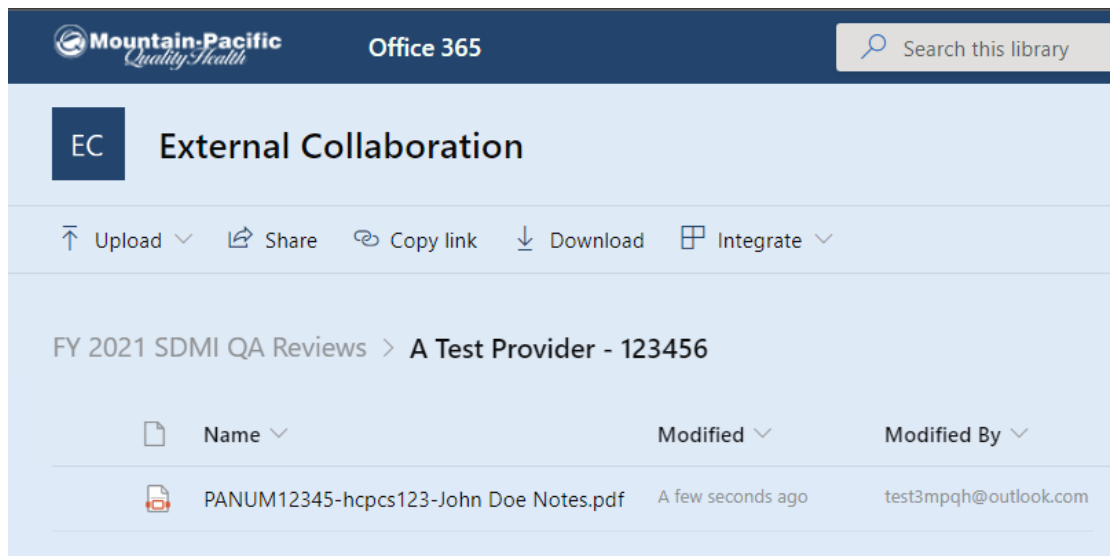 Mountain-Pacific
Quality Health
Office 365
Search this library
EC
External Collaboration
Upload Share Copy link Download Integrate
FY 2021 SDMI QA Reviews > A Test Provider - 123456
Name Modified Modified By
PANUM12345-hcpcs123-John Doe Notes.pdf A few seconds ago test3mpqh@outlook.com